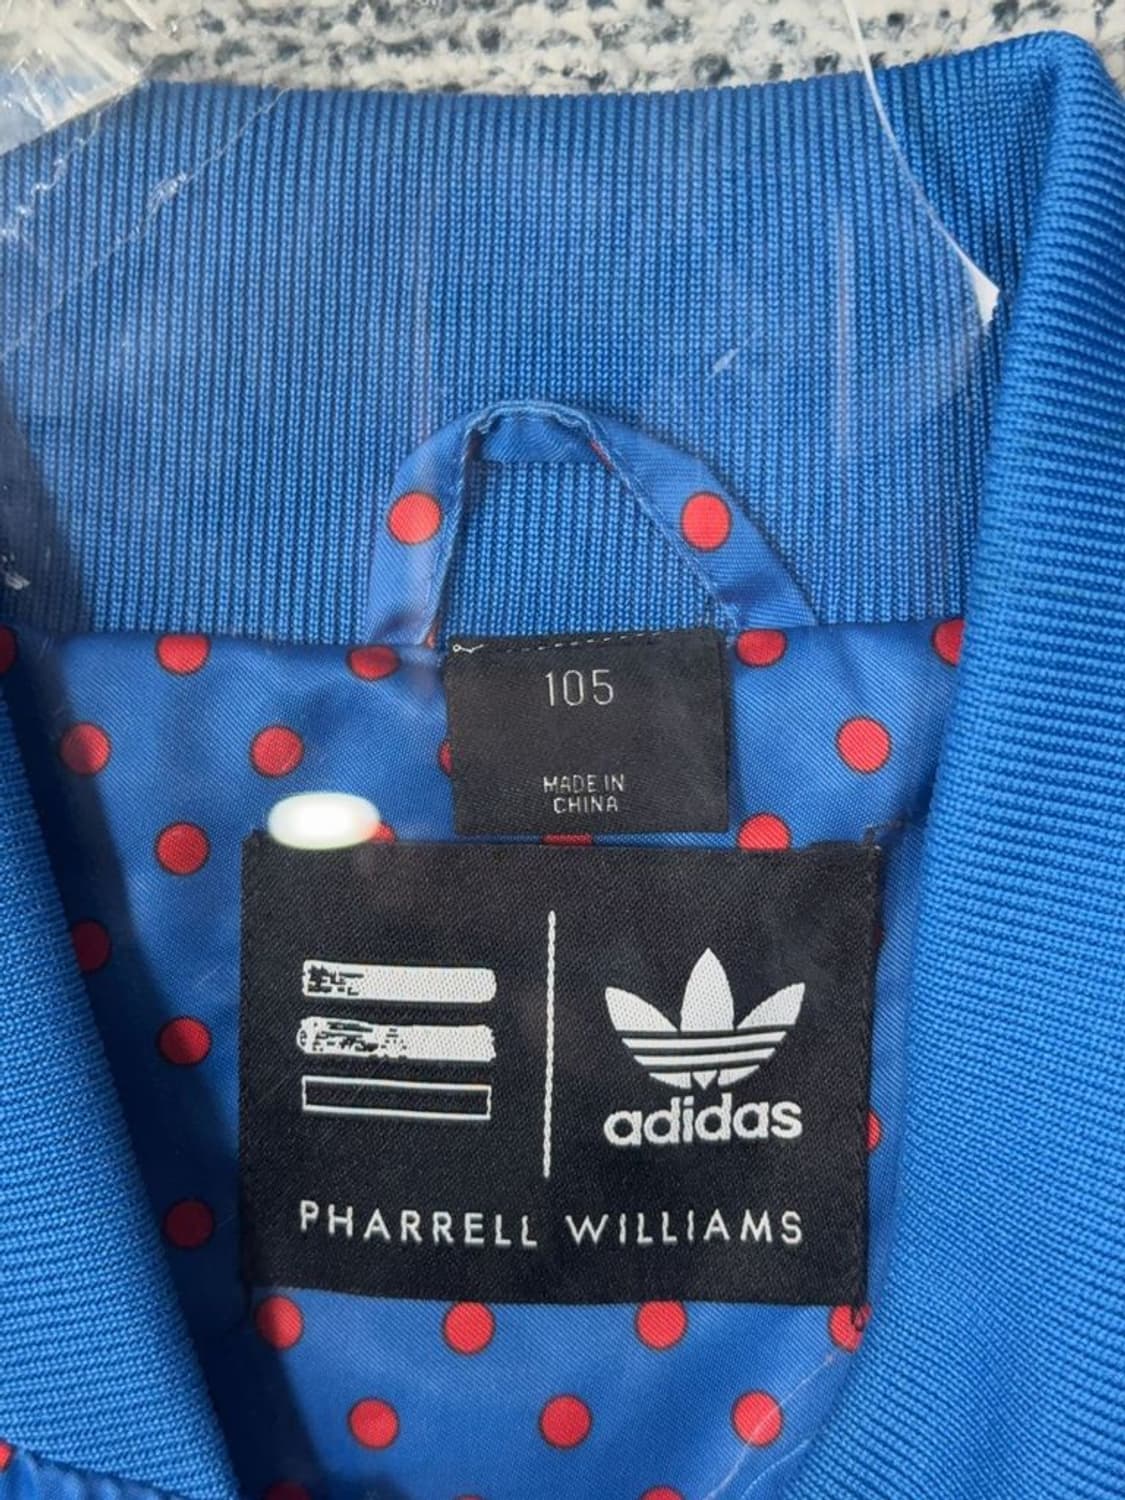 105
MADE IN
CHINA
adidas
PHARRELL WILLIAMS